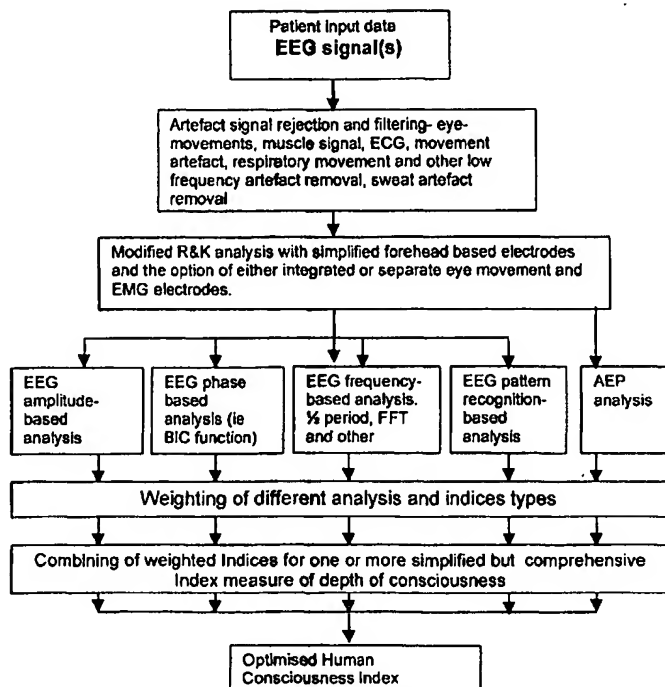 Patient input data
EEG signal(s)
Artefact signal rejection and filtering- eye-
movements, muscle signal, ECG, movement
artefact, respiratory movement and other low
frequency artefact removal, sweat artefact
removal
Modified R&K analysis with simplified forehead based electrodes
and the option of either integrated or separate eye movement and
EMG electrodes.
EEG
amplitude-
based
analysis
EEG phase
based
analysis (ie
BIC function)
EEG frequency-
based analysis.
½ period, FFT
and other
EEG pattern
recognition-
based
analysis
AEP
analysis
Weighting of different analysis and indices types
Combining of weighted Indices for one or more simplified but comprehensive
Index measure of depth of consciousness
Optimised Human
Consciousness Index